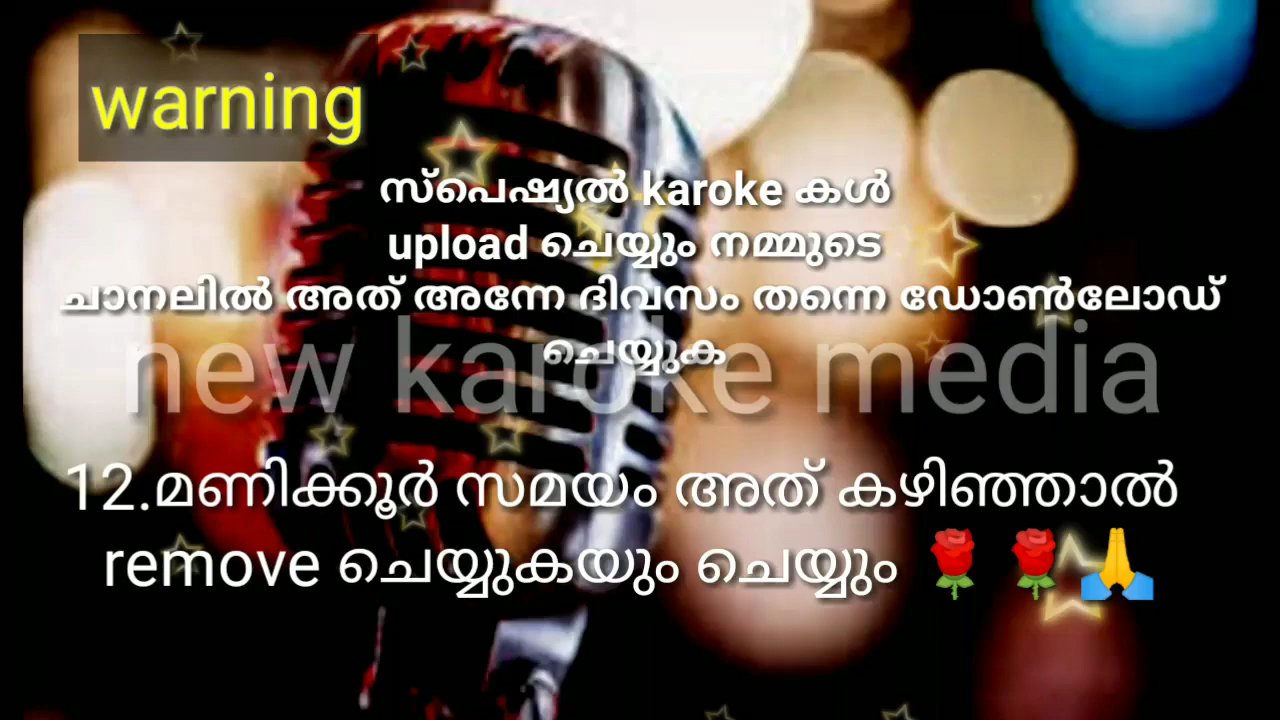 warning
സ്പെഷ്യൽ karoke കൾ
upload ചെയ്യും നമ്മുടെ
ചാനലിൽ അത് അന്നേ ദിവസം തന്നെ ഡോൺലോഡ്
ചെയ്യുക
new karoke media
12.മണിക്കൂർ സമയം അത് കഴിഞ്ഞാൽ
remove ചെയ്യുകയും ചെയ്യും 🌹 🌹🙏